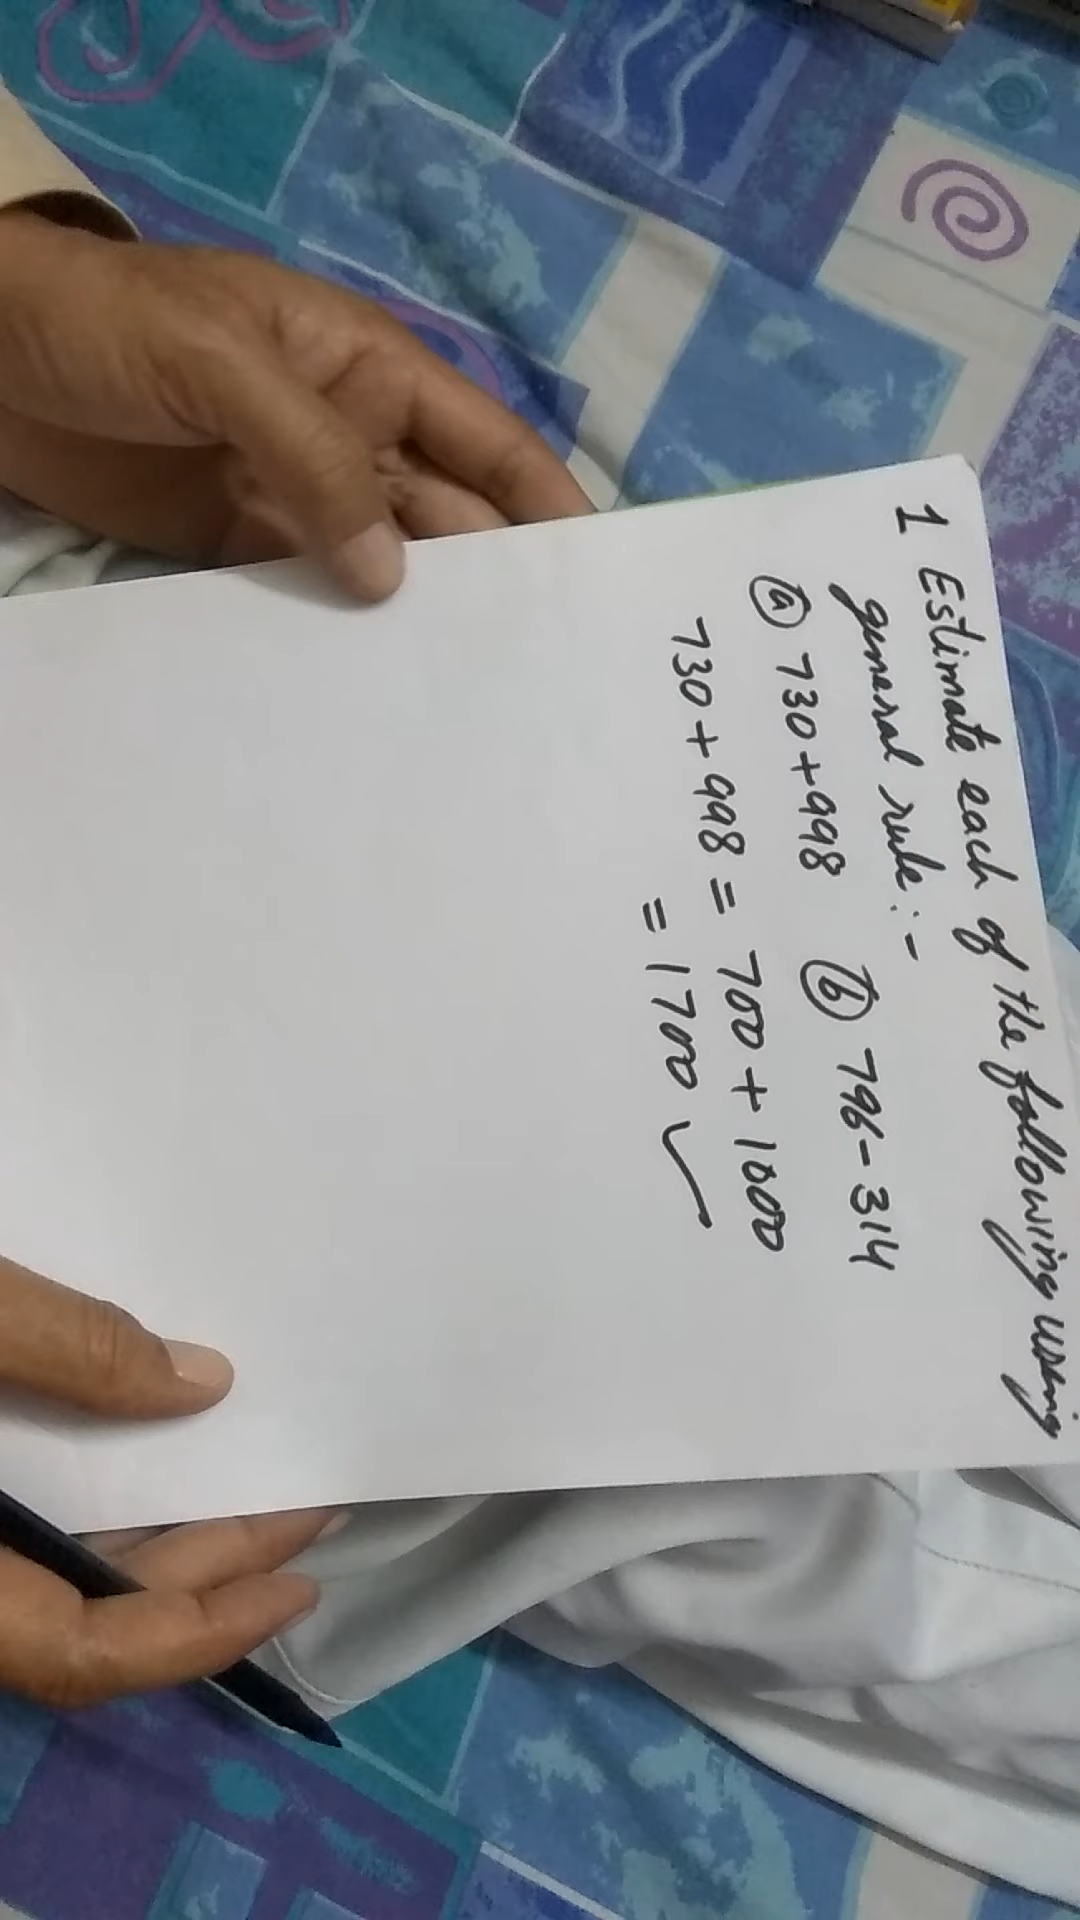 1 Estimate each of the following using
general rule:-
(a) 730+998 (b) 796-314
730+998 = 700+1000
= 1700 ✓